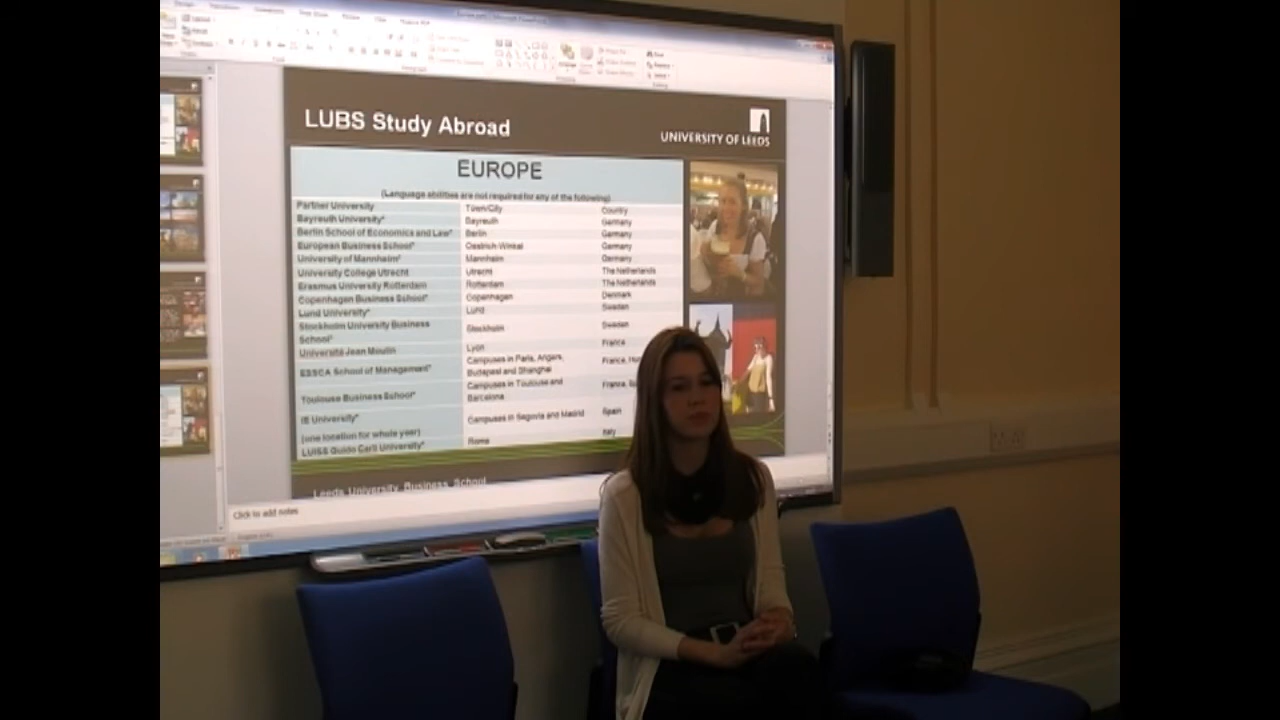 LUBS Study Abroad
UNIVERSITY OF LEEDS
EUROPE
(Language abilities are not required for any of the following)
Partner University Town/City Country
Bayreuth University* Bayreuth Germany
Berlin School of Economics and Law* Berlin Germany
European Business School* Oestrich-Winkel Germany
University of Mannheim* Mannheim Germany
University College Utrecht Utrecht The Netherlands
Erasmus University Rotterdam Rotterdam The Netherlands
Copenhagen Business School* Copenhagen Denmark
Lund University* Lund Sweden
Stockholm University Business Stockholm Sweden
School*
Université Jean Moulin Lyon France
ESSCA School of Management* Campuses in Paris, Angers, France,
Budapest and Shanghai
Toulouse Business School* Campuses in Toulouse and France,
Barcelona
IE University* Campuses in Segovia and Madrid Spain
(one location for whole year)
LUISS Guido Carli University* Rome Italy
Leeds University Business School
Click to add notes